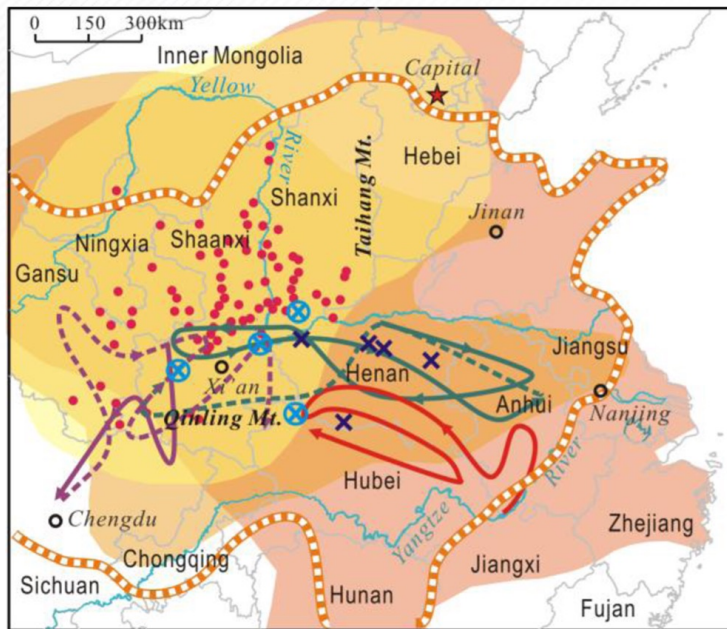 0 150 300km
Inner Mongolia
Capital
Yellow
River
Hebei
Taihang Mt.
Shanxi
Jinan
Ningxia
Shaanxi
Gansu
Jiangsu
Henan
Xi'an
Anhui
Qinling Mt.
Nanjing
Hubei
River
Chengdu
Zhejiang
Yangtze
Chongqing
Jiangxi
Sichuan
Hunan
Fujian